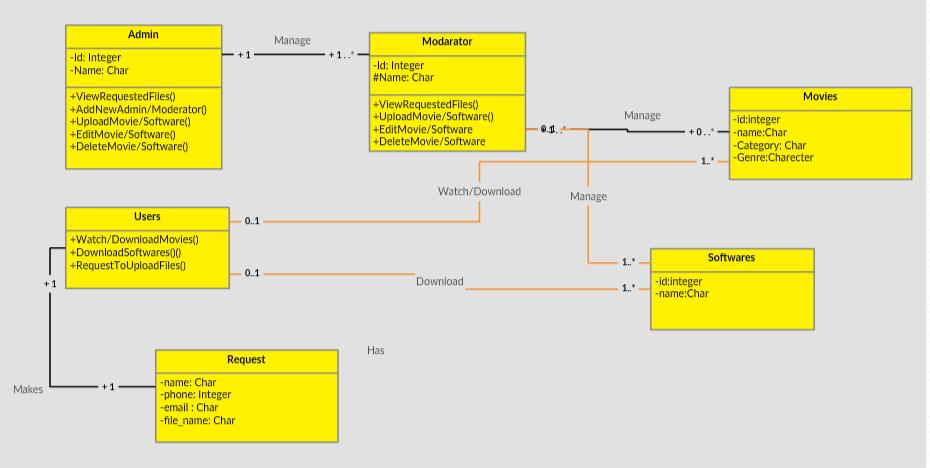 Admin
-Id: Integer
-Name: Char
+ViewRequestedFiles()
+AddNewAdmin/Moderator()
+UploadMovie/Software()
+EditMovie/Software()
+DeleteMovie/Software()
+1
Manage
+1..*
Modarator
-Id: Integer
#Name: Char
+ViewRequestedFiles()
+UploadMovie/Software()
+EditMovie/Software
+DeleteMovie/Software
Manage
+0..*
Movies
-id:integer
-name:Char
-Category: Char
-Genre:Charecter
1..*
Watch/Download
Manage
Users
+Watch/DownloadMovies()
+DownloadSoftwares()()
+RequestToUploadFiles()
0..1
0..1
Download
1..*
1..*
Softwares
-id:integer
-name:Char
+1
Makes
+1
Request
-name: Char
-phone: Integer
-email : Char
-file_name: Char
Has